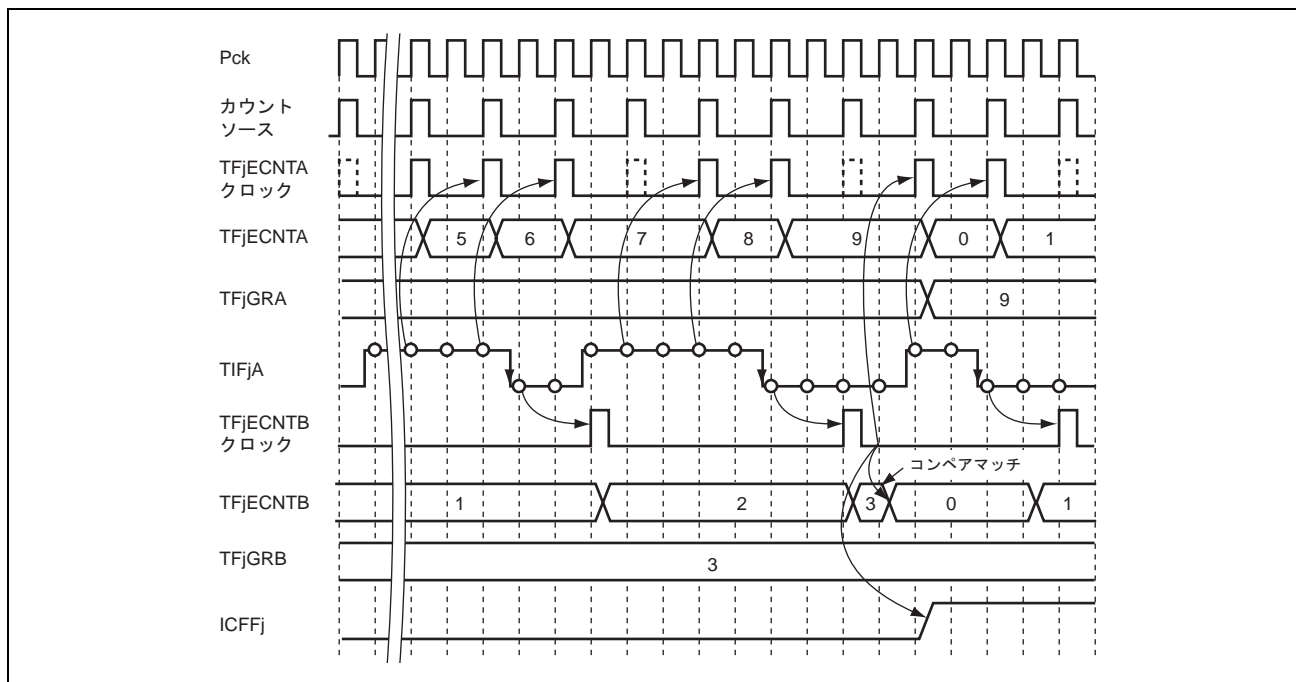 Pck
カウント
ソース
TFjECNTA
クロック
TFjECNTA
5 6 7 8 9 0 1
TFjGRA
9
TIFjA
TFjECNTB
クロック
コンペアマッチ
TFjECNTB
1 2 3 0 1
TFjGRB
3
ICFFj